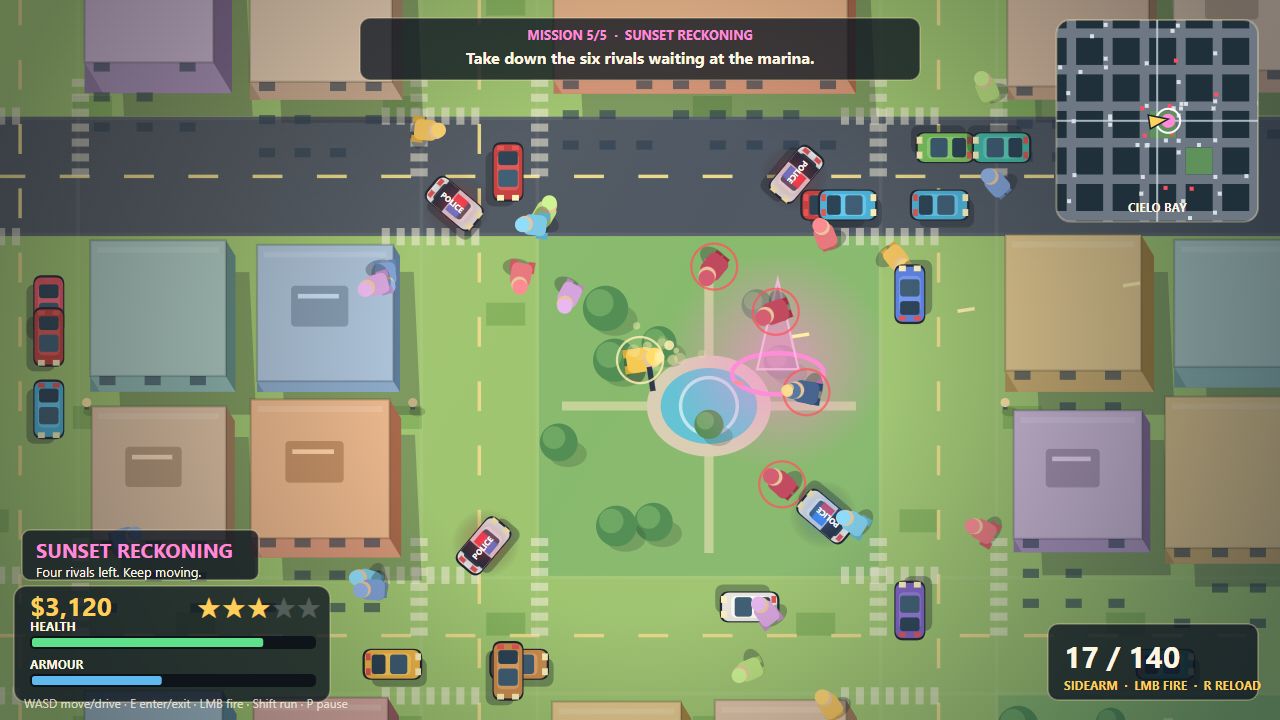 MISSION 5/5 · SUNSET RECKONING
Take down the six rivals waiting at the marina.
CIELO BAY
POLICE
POLICE
POLICE
POLICE
SUNSET RECKONING
Four rivals left. Keep moving.
$3,120
HEALTH
ARMOUR
WASD move/drive · E enter/exit · LMB fire · Shift run · P pause
17 / 140
SIDEARM · LMB FIRE · R RELOAD